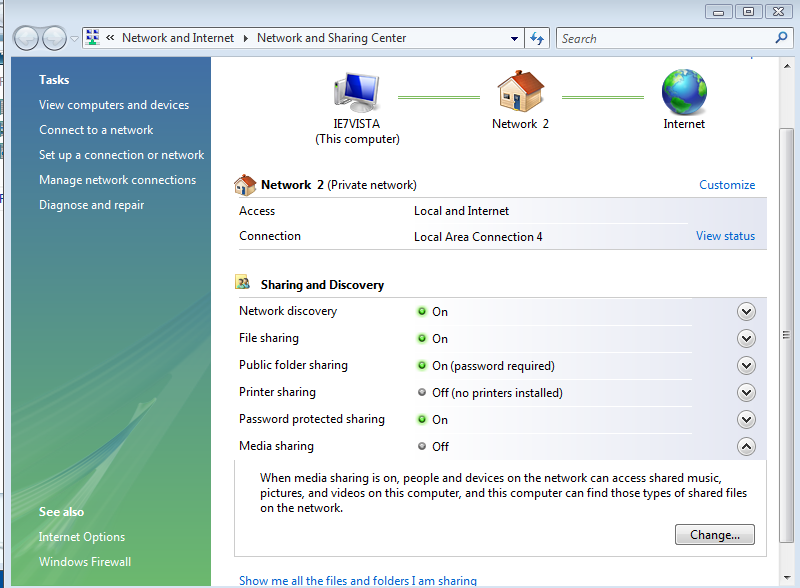 « Network and Internet Network and Sharing Center
Search
Tasks
View computers and devices
Connect to a network
Set up a connection or network
Manage network connections
Diagnose and repair
See also
Internet Options
Windows Firewall
IE7VISTA
(This computer)
Network 2
Internet
Network 2 (Private network) Customize
Access Local and Internet
Connection Local Area Connection 4 View status
Sharing and Discovery
Network discovery On
File sharing On
Public folder sharing On (password required)
Printer sharing Off (no printers installed)
Password protected sharing On
Media sharing Off
When media sharing is on, people and devices on the network can access shared music,
pictures, and videos on this computer, and this computer can find those types of shared files
on the network.
Change...
Show me all the files and folders I am sharing